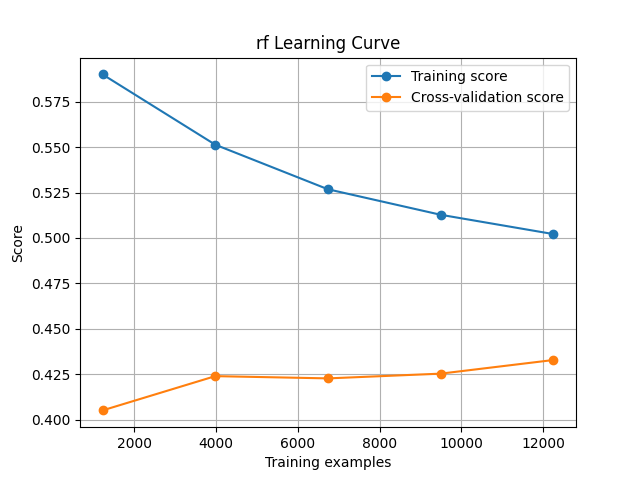 rf Learning Curve
Training score
Cross-validation score
0.575
0.550
0.525
0.500
0.475
0.450
0.425
0.400
Score
2000 4000 6000 8000 10000 12000
Training examples